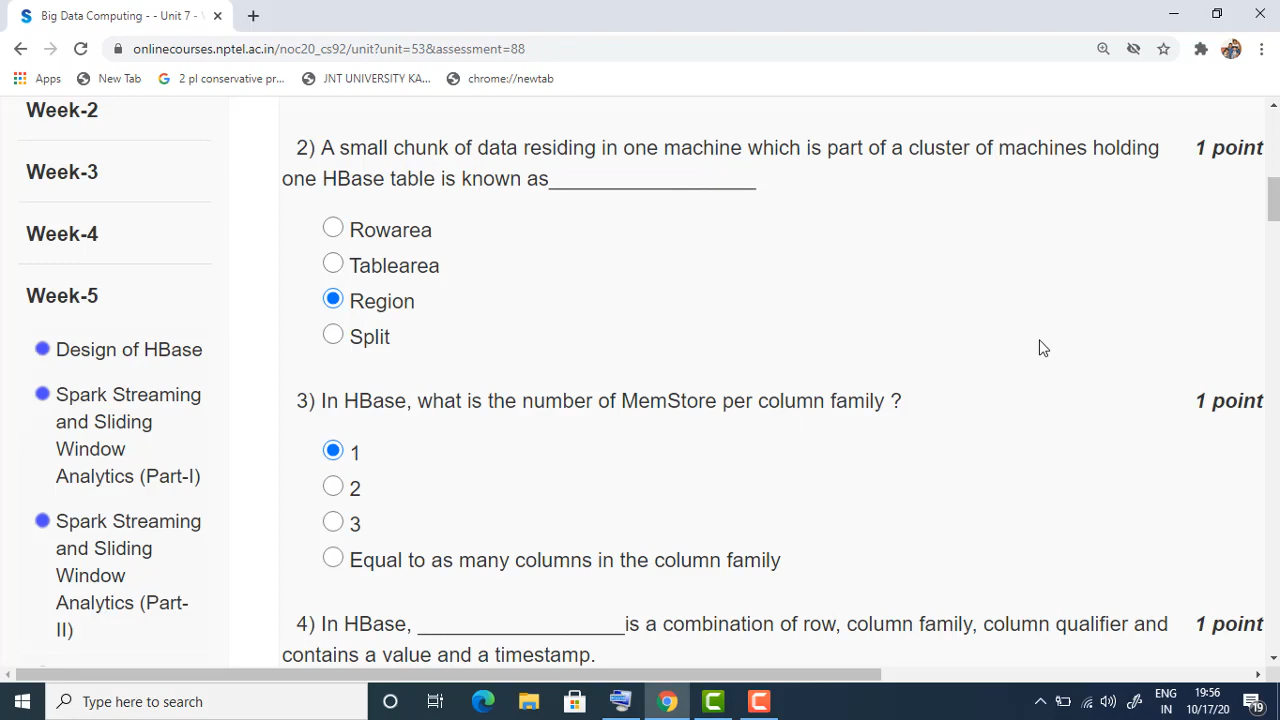 Big Data Computing - - Unit 7 -
onlinecourses.nptel.ac.in/noc20_cs92/unit?unit=53&assessment=88
Apps New Tab 2 pl conservative pr... JNT UNIVERSITY KA... chrome://newtab
Week-2
Week-3
Week-4
Week-5
Design of HBase
Spark Streaming
and Sliding
Window
Analytics (Part-I)
Spark Streaming
and Sliding
Window
Analytics (Part-
II)
2) A small chunk of data residing in one machine which is part of a cluster of machines holding 1 point
one HBase table is known as___________________
Rowarea
Tablearea
Region
Split
3) In HBase, what is the number of MemStore per column family ? 1 point
1
2
3
Equal to as many columns in the column family
4) In HBase, ___________________is a combination of row, column family, column qualifier and 1 point
contains a value and a timestamp.
Type here to search
ENG
IN
19:56
10/17/20
19